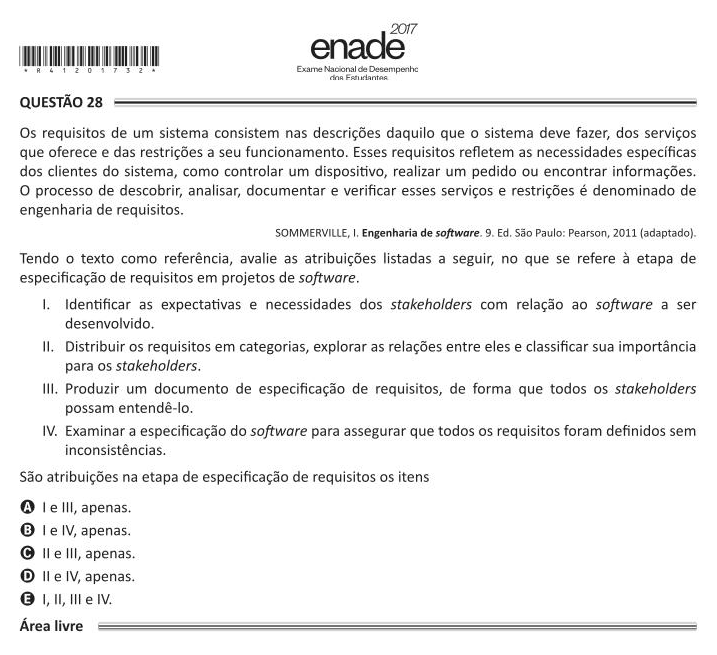 2017
enade
Exame Nacional de Desempenho
dos Estudantes
* R 4 1 2 0 1 7 3 2 *
QUESTÃO 28
Os requisitos de um sistema consistem nas descrições daquilo que o sistema deve fazer, dos serviços
que oferece e das restrições a seu funcionamento. Esses requisitos refletem as necessidades específicas
dos clientes do sistema, como controlar um dispositivo, realizar um pedido ou encontrar informações.
O processo de descobrir, analisar, documentar e verificar esses serviços e restrições é denominado de
engenharia de requisitos.
SOMMERVILLE, I. Engenharia de software. 9. Ed. São Paulo: Pearson, 2011 (adaptado).
Tendo o texto como referência, avalie as atribuições listadas a seguir, no que se refere à etapa de
especificação de requisitos em projetos de software.
I. Identificar as expectativas e necessidades dos stakeholders com relação ao software a ser
desenvolvido.
II. Distribuir os requisitos em categorias, explorar as relações entre eles e classificar sua importância
para os stakeholders.
III. Produzir um documento de especificação de requisitos, de forma que todos os stakeholders
possam entendê-lo.
IV. Examinar a especificação do software para assegurar que todos os requisitos foram definidos sem
inconsistências.
São atribuições na etapa de especificação de requisitos os itens
A I e III, apenas.
B I e IV, apenas.
C II e III, apenas.
D II e IV, apenas.
E I, II, III e IV.
Área livre